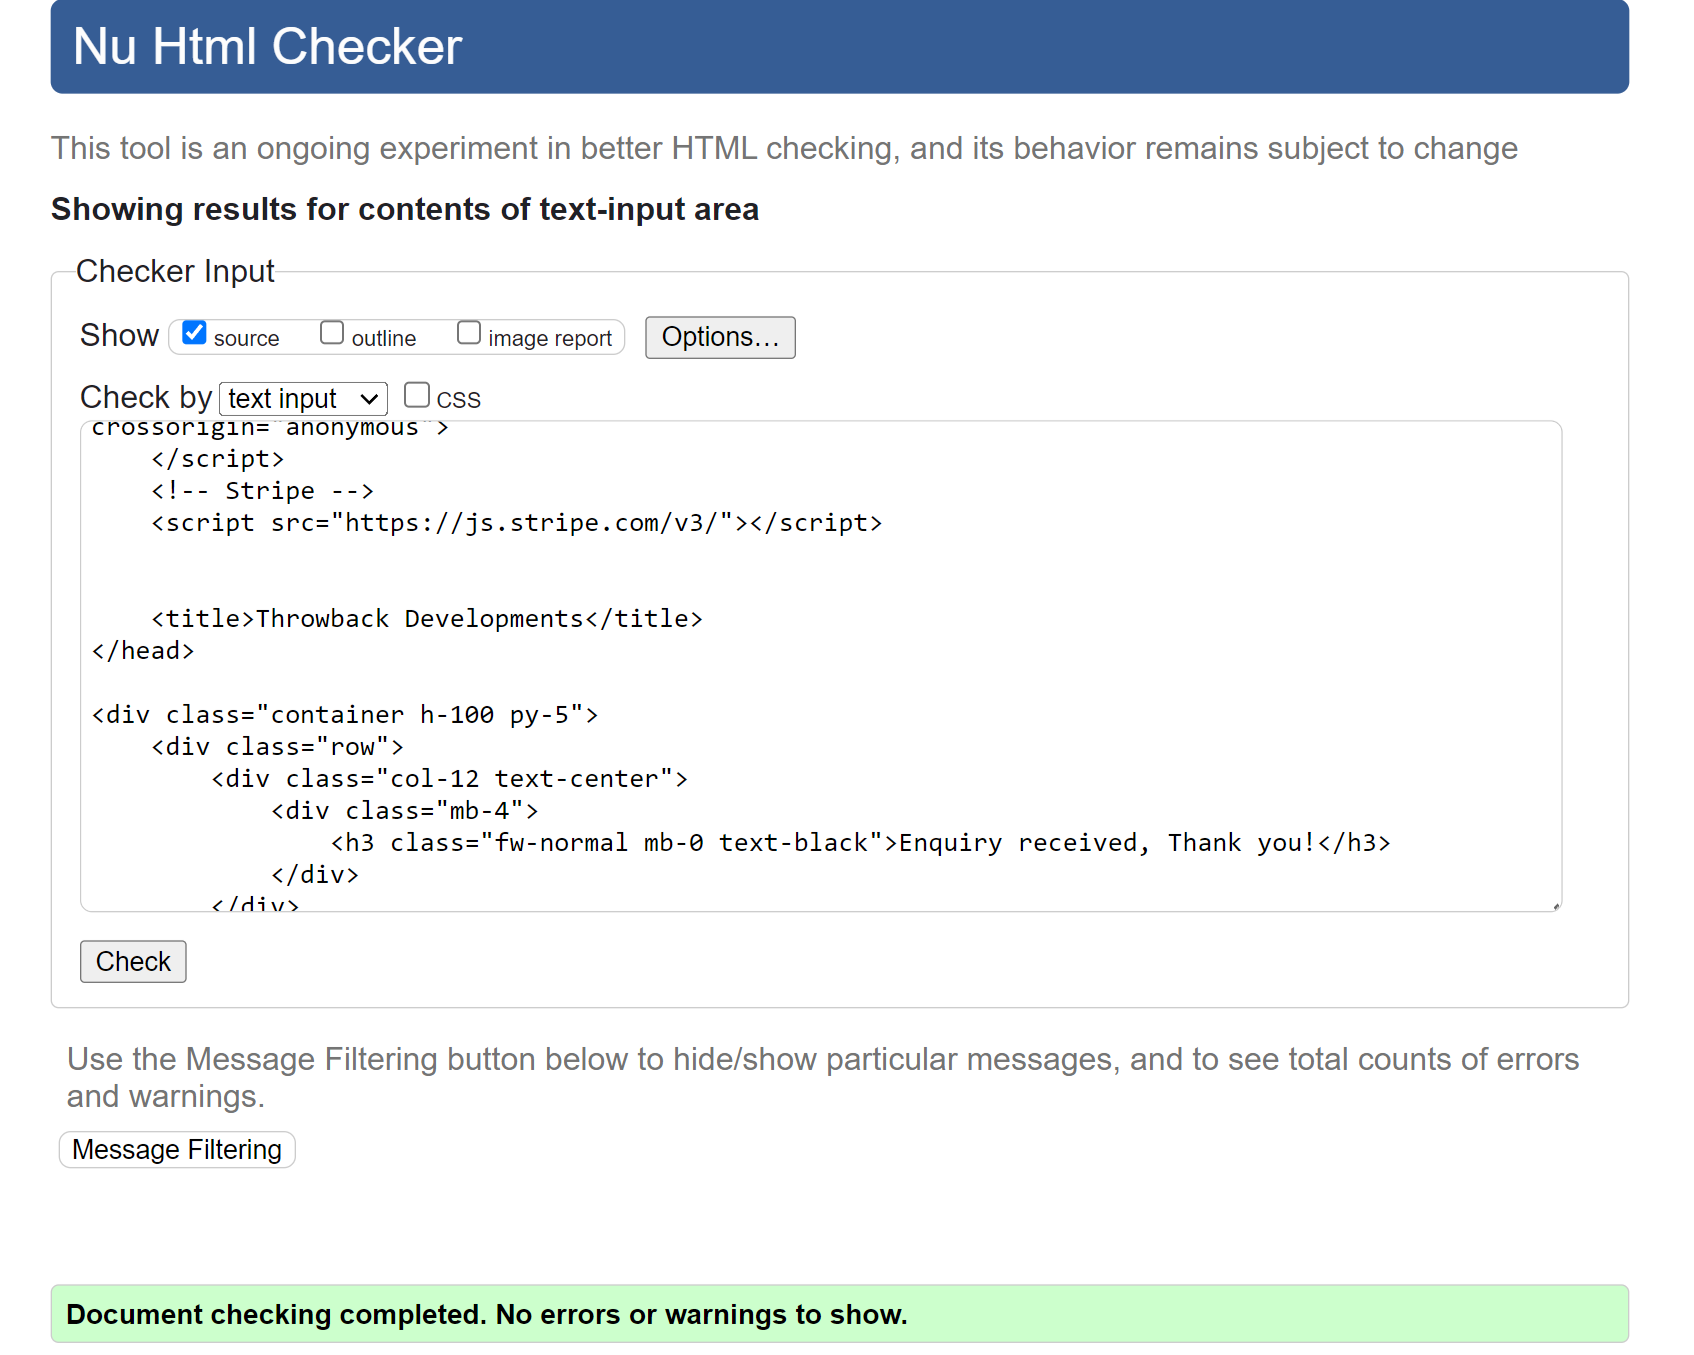 Nu Html Checker
This tool is an ongoing experiment in better HTML checking, and its behavior remains subject to change
Showing results for contents of text-input area
Checker Input
Show source outline image report Options...
Check by text input CSS
crossorigin="anonymous">
    </script>
    <!-- Stripe -->
    <script src="https://js.stripe.com/v3/"></script>
    <title>Throwback Developments</title>
</head>
<div class="container h-100 py-5">
    <div class="row">
        <div class="col-12 text-center">
            <div class="mb-4">
                <h3 class="fw-normal mb-0 text-black">Enquiry received, Thank you!</h3>
            </div>
        </div>
Check
Use the Message Filtering button below to hide/show particular messages, and to see total counts of errors
and warnings.
Message Filtering
Document checking completed. No errors or warnings to show.